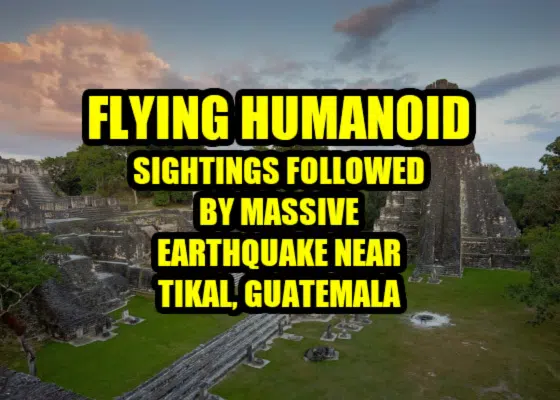 FLYING HUMANOID
SIGHTINGS FOLLOWED
BY MASSIVE
EARTHQUAKE NEAR
TIKAL, GUATEMALA